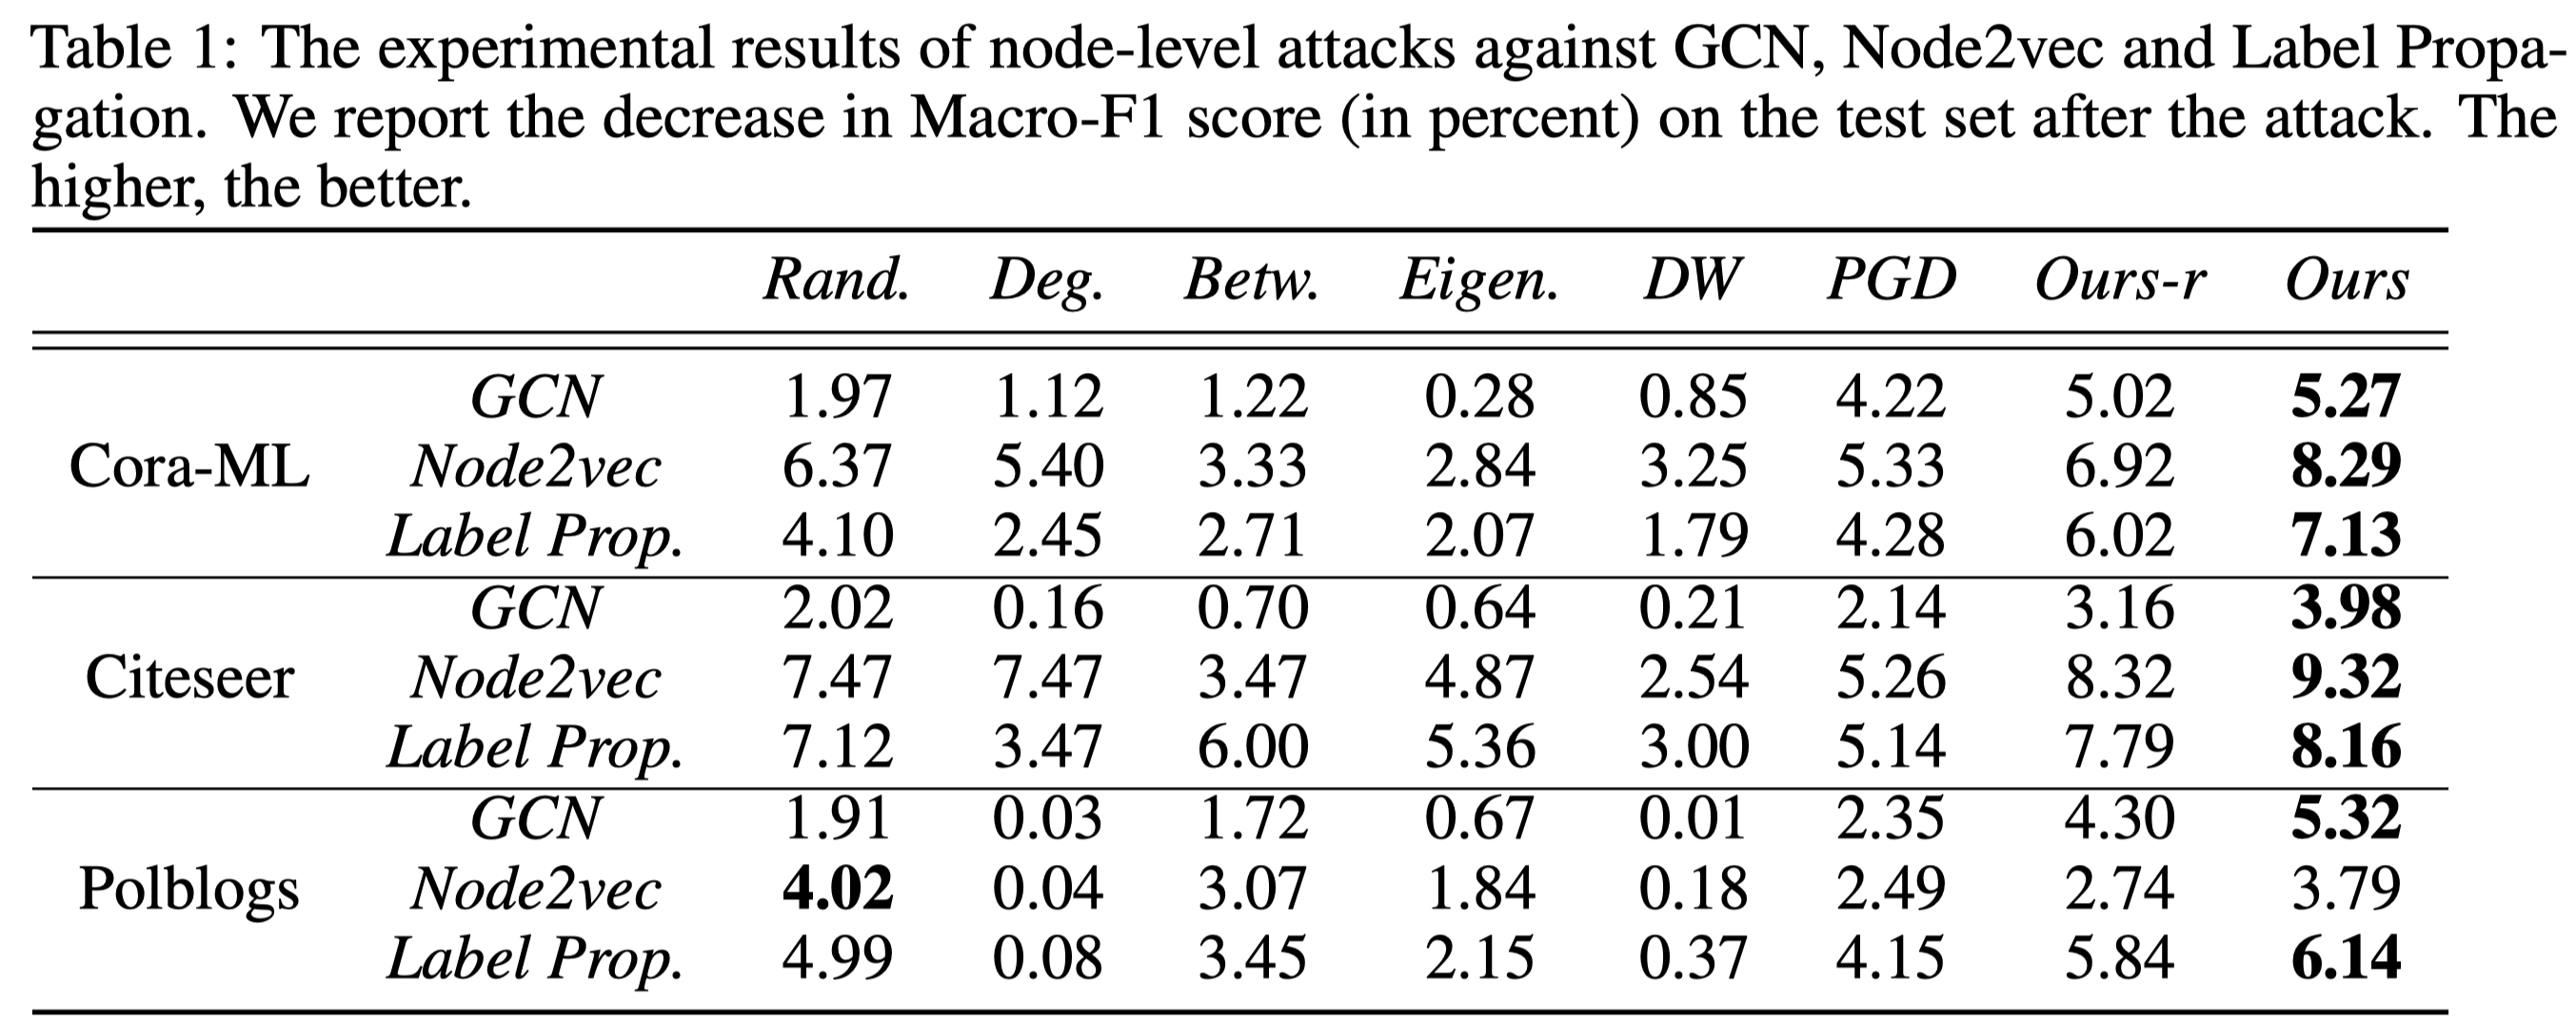 Table 1: The experimental results of node-level attacks against GCN, Node2vec and Label Propa-
gation. We report the decrease in Macro-F1 score (in percent) on the test set after the attack. The
higher, the better.
Rand. Deg. Betw. Eigen. DW PGD Ours-r Ours
GCN 1.97 1.12 1.22 0.28 0.85 4.22 5.02 5.27
Cora-ML Node2vec 6.37 5.40 3.33 2.84 3.25 5.33 6.92 8.29
Label Prop. 4.10 2.45 2.71 2.07 1.79 4.28 6.02 7.13
GCN 2.02 0.16 0.70 0.64 0.21 2.14 3.16 3.98
Citeseer Node2vec 7.47 7.47 3.47 4.87 2.54 5.26 8.32 9.32
Label Prop. 7.12 3.47 6.00 5.36 3.00 5.14 7.79 8.16
GCN 1.91 0.03 1.72 0.67 0.01 2.35 4.30 5.32
Polblogs Node2vec 4.02 0.04 3.07 1.84 0.18 2.49 2.74 3.79
Label Prop. 4.99 0.08 3.45 2.15 0.37 4.15 5.84 6.14